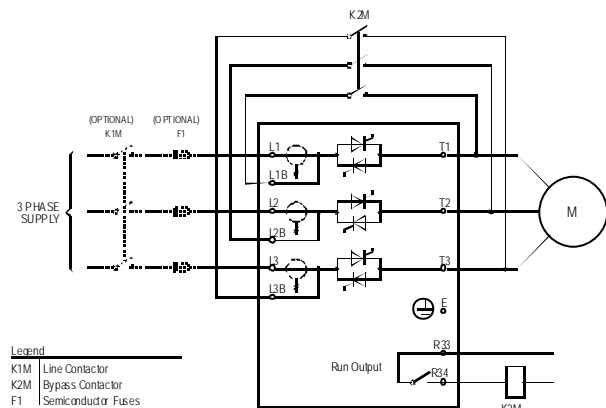 K2M
(OPTIONAL) (OPTIONAL)
K1M F1
L1 T1
L1B
3 PHASE
SUPPLY
L2 T2
M
L2B
L3 T3
L3B
E
R33
Run Output
R34
K2M
Legend
K1M Line Contactor
K2M Bypass Contactor
F1 Semiconductor Fuses